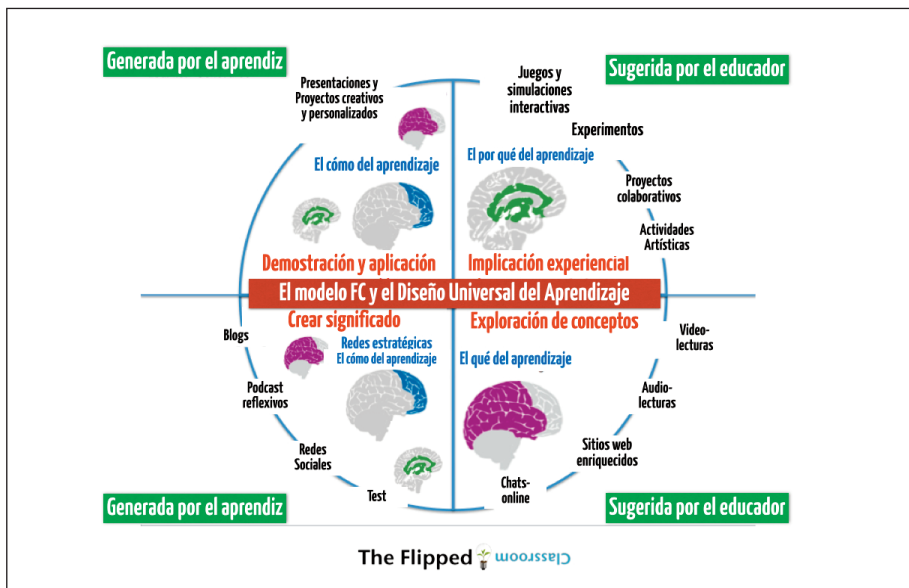 Generada por el aprendiz
Sugerida por el educador
Presentaciones y
Proyectos creativos
y personalizados
Juegos y
simulaciones
interactivas
Experimentos
El cómo del aprendizaje
El por qué del aprendizaje
Proyectos
colaborativos
Actividades
Artísticas
Demostración y aplicación
Implicación experiencial
El modelo FC y el Diseño Universal del Aprendizaje
Crear significado
Exploración de conceptos
Blogs
Redes estratégicas
El cómo del aprendizaje
El qué del aprendizaje
Video-
lecturas
Podcast
reflexivos
Audio-
lecturas
Redes
Sociales
Sitios web
enriquecidos
Test
Chats-
online
Generada por el aprendiz
Sugerida por el educador
The Flipped Classroom